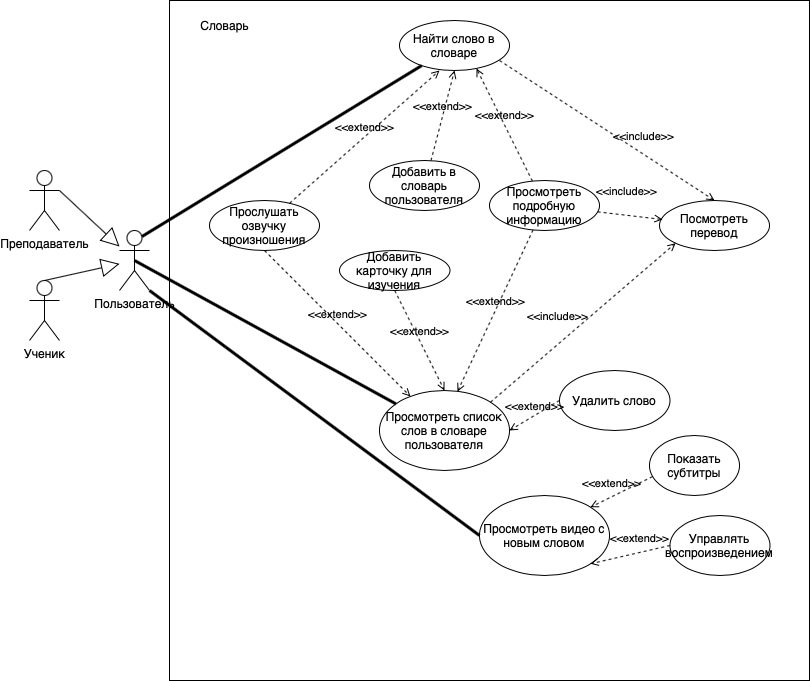 Словарь
Найти слово в
словаре
<<extend>>
<<extend>>
<<extend>>
<<include>>
Добавить в
словарь
пользователя
Просмотреть
подробную
информацию
<<include>>
Прослушать
озвучку
произношения
Посмотреть
перевод
Преподаватель
Добавить
карточку для
изучения
Пользователь
<<extend>>
<<extend>>
<<extend>>
<<include>>
Ученик
Просмотреть список
слов в словаре
пользователя
<<extend>>
Удалить слово
Показать
субтитры
<<extend>>
Просмотреть видео с
новым словом
<<extend>>
Управлять
воспроизведением